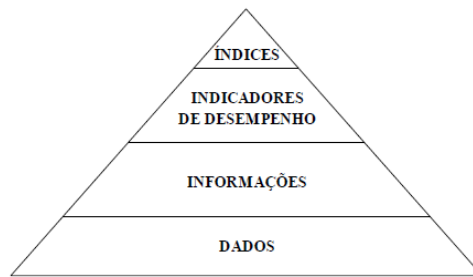 ÍNDICES
INDICADORES
DE DESEMPENHO
INFORMAÇÕES
DADOS